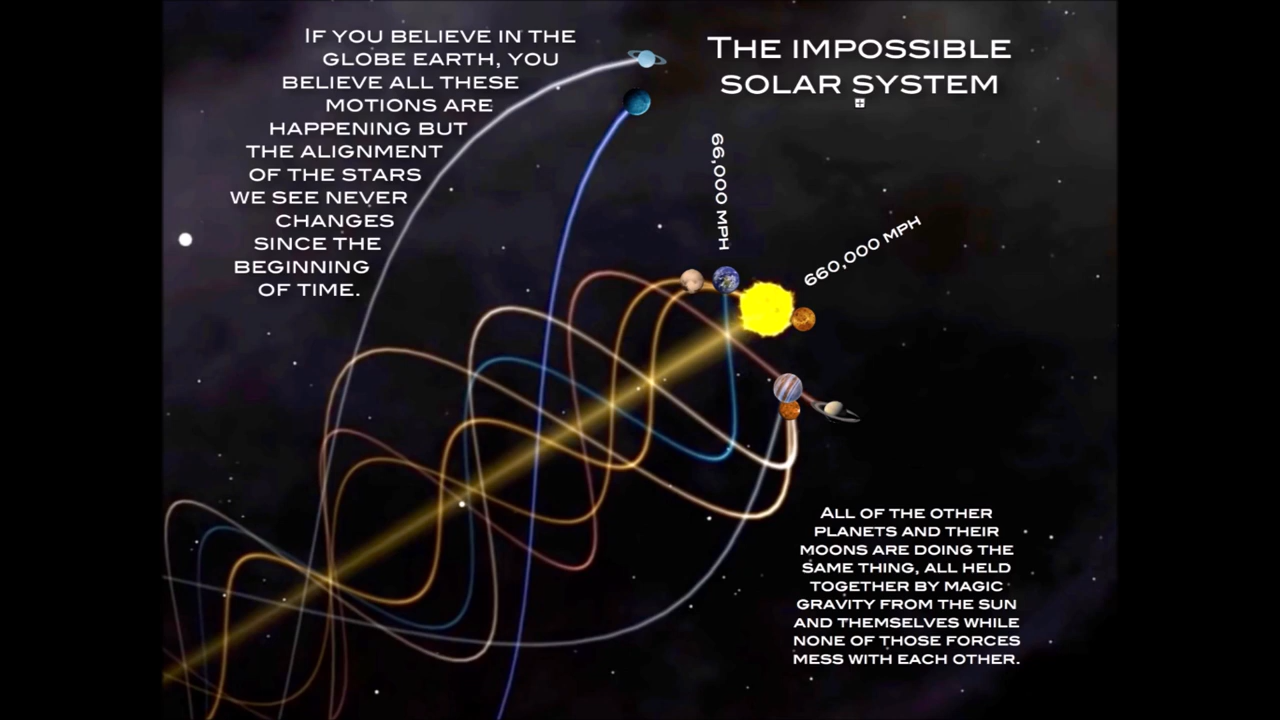 IF YOU BELIEVE IN THE
GLOBE EARTH, YOU
BELIEVE ALL THESE
MOTIONS ARE
HAPPENING BUT
THE ALIGNMENT
OF THE STARS
WE SEE NEVER
CHANGES
SINCE THE
BEGINNING
OF TIME.
THE IMPOSSIBLE
SOLAR SYSTEM
66,000 MPH
660,000 MPH
ALL OF THE OTHER
PLANETS AND THEIR
MOONS ARE DOING THE
SAME THING, ALL HELD
TOGETHER BY MAGIC
GRAVITY FROM THE SUN
AND THEMSELVES WHILE
NONE OF THOSE FORCES
MESS WITH EACH OTHER.